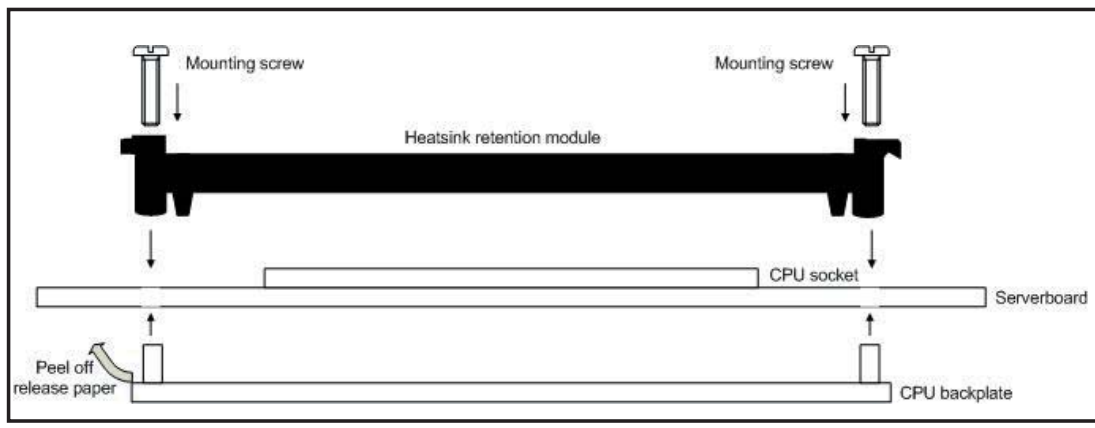 Mounting screw
Mounting screw
Heatsink retention module
CPU socket
Serverboard
Peel off
release paper
CPU backplate